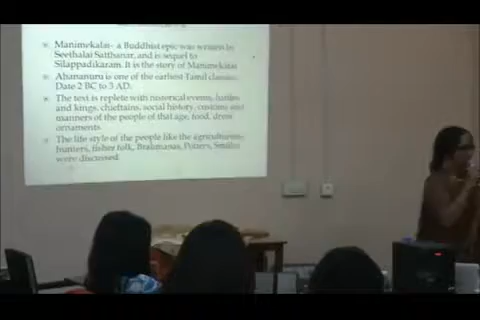 Manimekalai- a Buddhist epic was written by
Seethalai Satthanar, and is sequel to
Silappadikaram. It is the story of Manimekalai
Ahananuru is one of the earliest Tamil classics.
Date 2 BC to 3 AD.
The text is replete with historical events, battles
and kings, chieftains, social history, customs and
manners of the people of that age, food, dress
ornaments.
The life style of the people like the agriculturists,
hunters, fisher folk, Brahmanas, Potters, Smiths
were discussed.